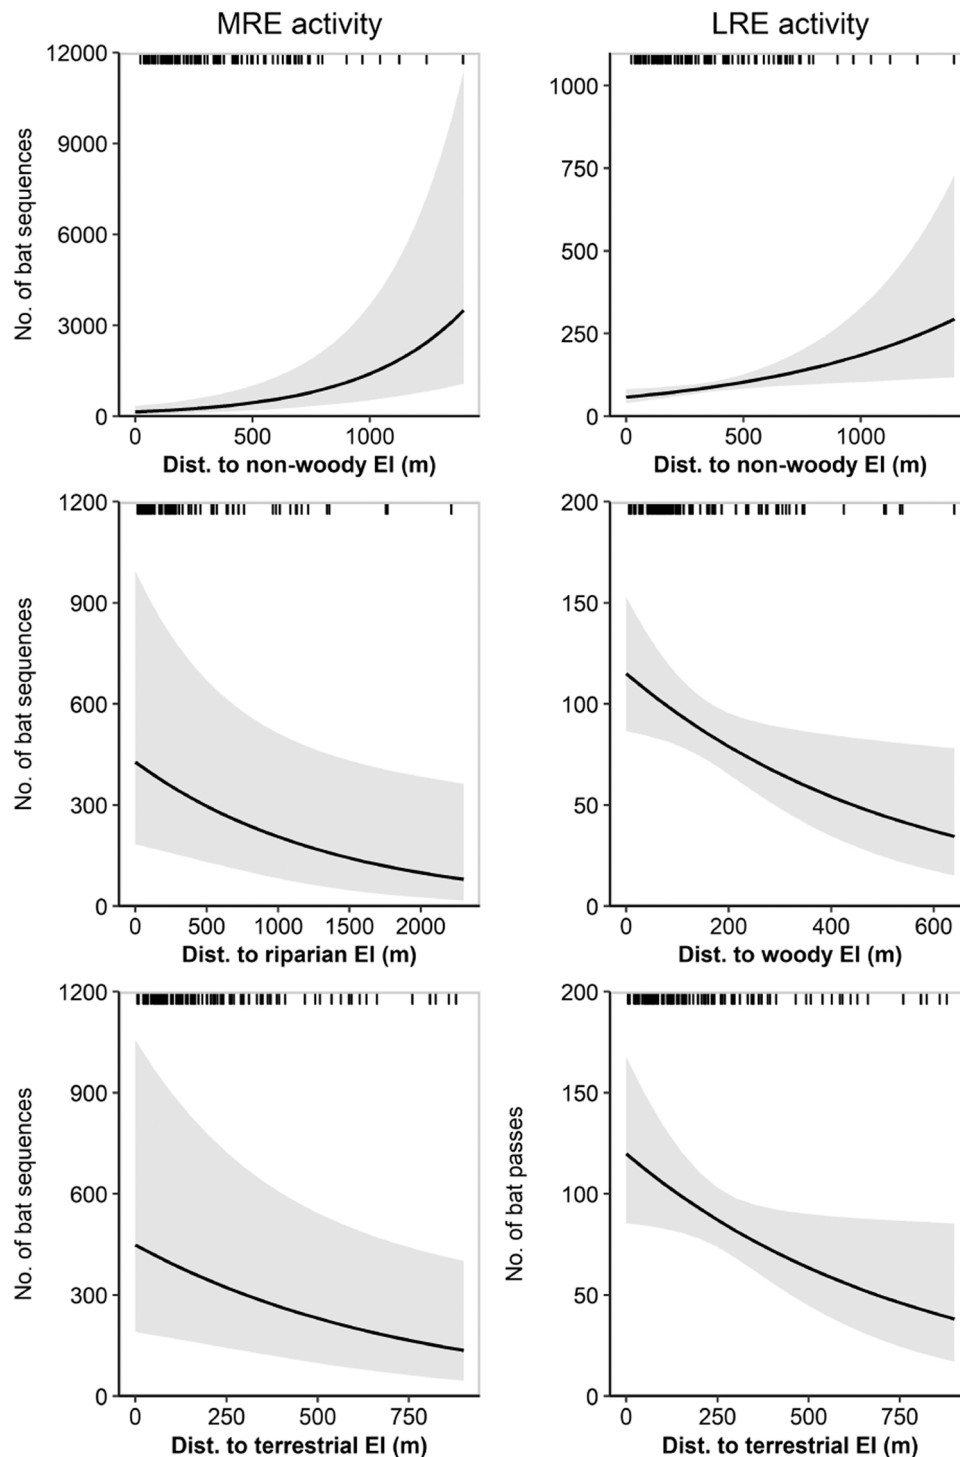 MRE activity
LRE activity
No. of bat sequences
12000
9000
6000
3000
0
0 500 1000
Dist. to non-woody EI (m)
1000
750
500
250
0
0 500 1000
Dist. to non-woody EI (m)
No. of bat sequences
1200
900
600
300
0
0 500 1000 1500 2000
Dist. to riparian EI (m)
200
150
100
50
0
0 200 400 600
Dist. to woody EI (m)
No. of bat sequences
1200
900
600
300
0
0 250 500 750
Dist. to terrestrial EI (m)
No. of bat passes
200
150
100
50
0
0 250 500 750
Dist. to terrestrial EI (m)